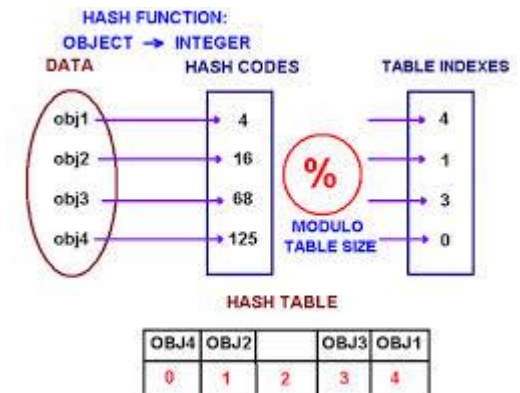 HASH FUNCTION:
OBJECT → INTEGER
DATA HASH CODES TABLE INDEXES
obj1 4 4
obj2 16 1
obj3 68 3
obj4 125 0
%
MODULO
TABLE SIZE
HASH TABLE
OBJ4 OBJ2 OBJ3 OBJ1
0 1 2 3 4